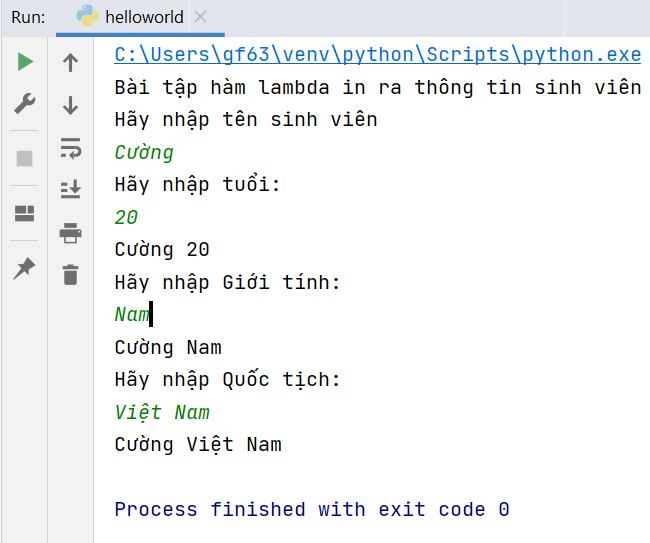 Run: helloworld
C:\Users\gf63\venv\python\Scripts\python.exe
Bài tập hàm lambda in ra thông tin sinh viên
Hãy nhập tên sinh viên
Cường
Hãy nhập tuổi:
20
Cường 20
Hãy nhập Giới tính:
Nam
Cường Nam
Hãy nhập Quốc tịch:
Việt Nam
Cường Việt Nam
Process finished with exit code 0